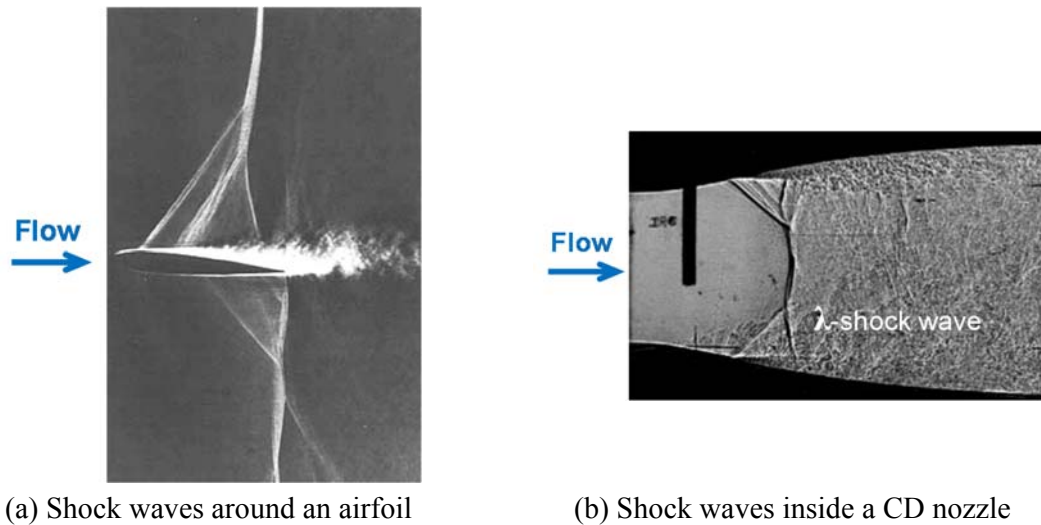 Flow
Flow
λ-shock wave
(a) Shock waves around an airfoil
(b) Shock waves inside a CD nozzle